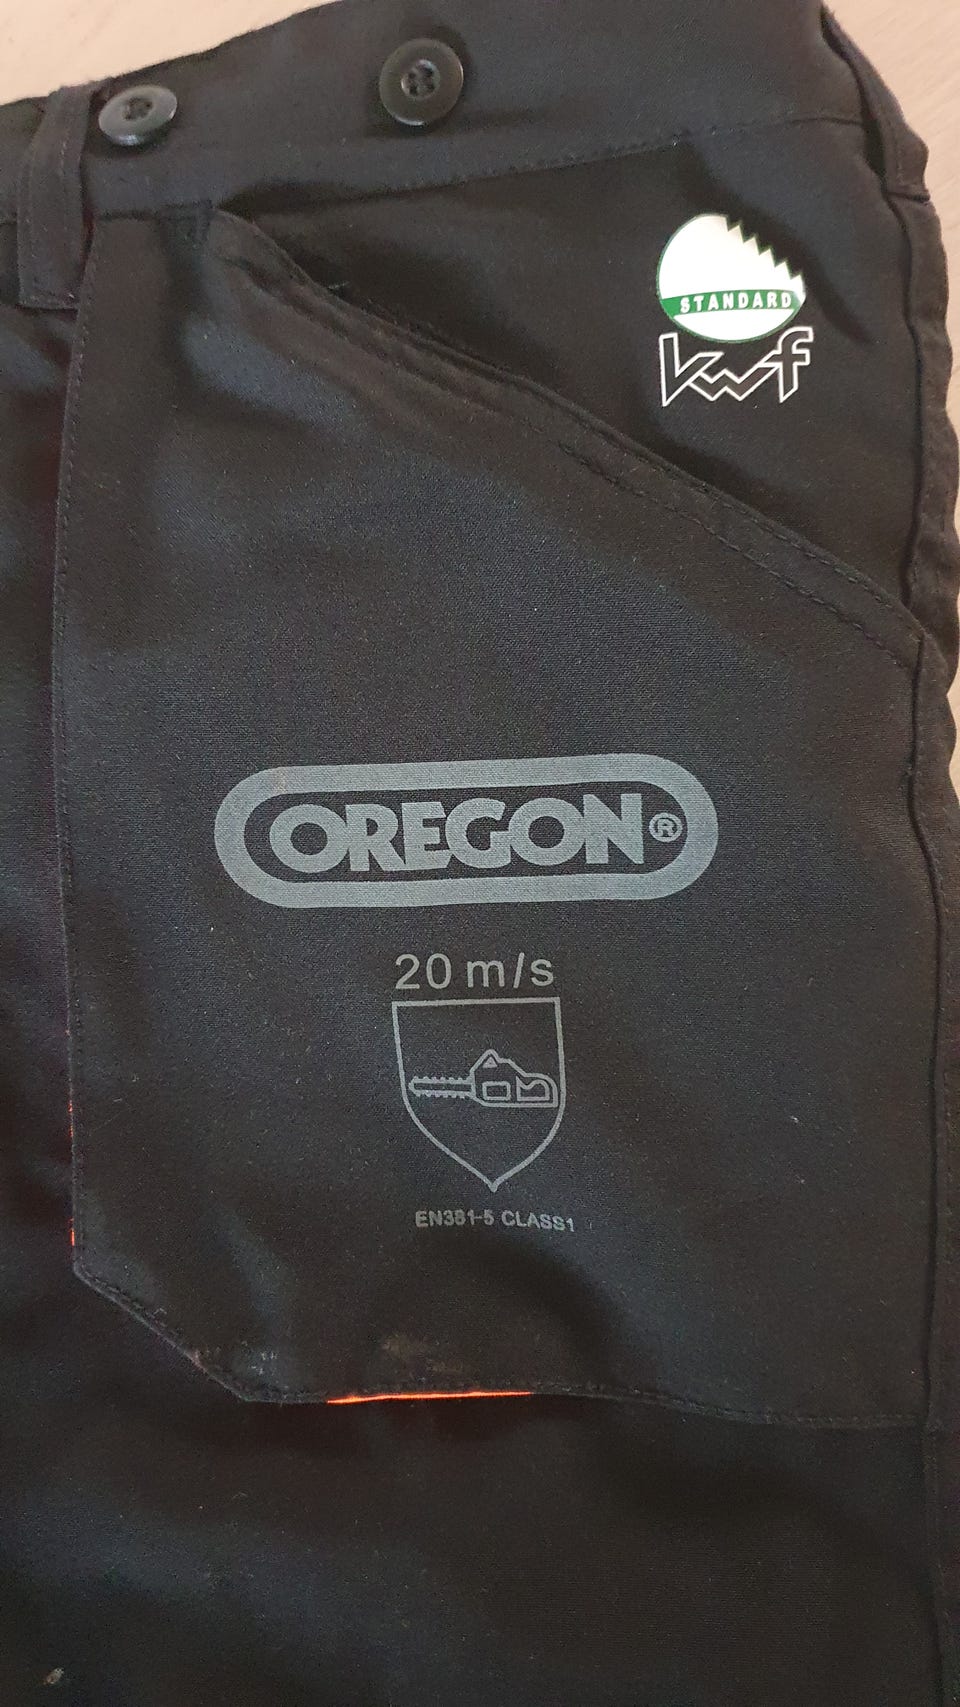 STANDARD
kwf
OREGON®
20 m/s
EN381-5 CLASS1